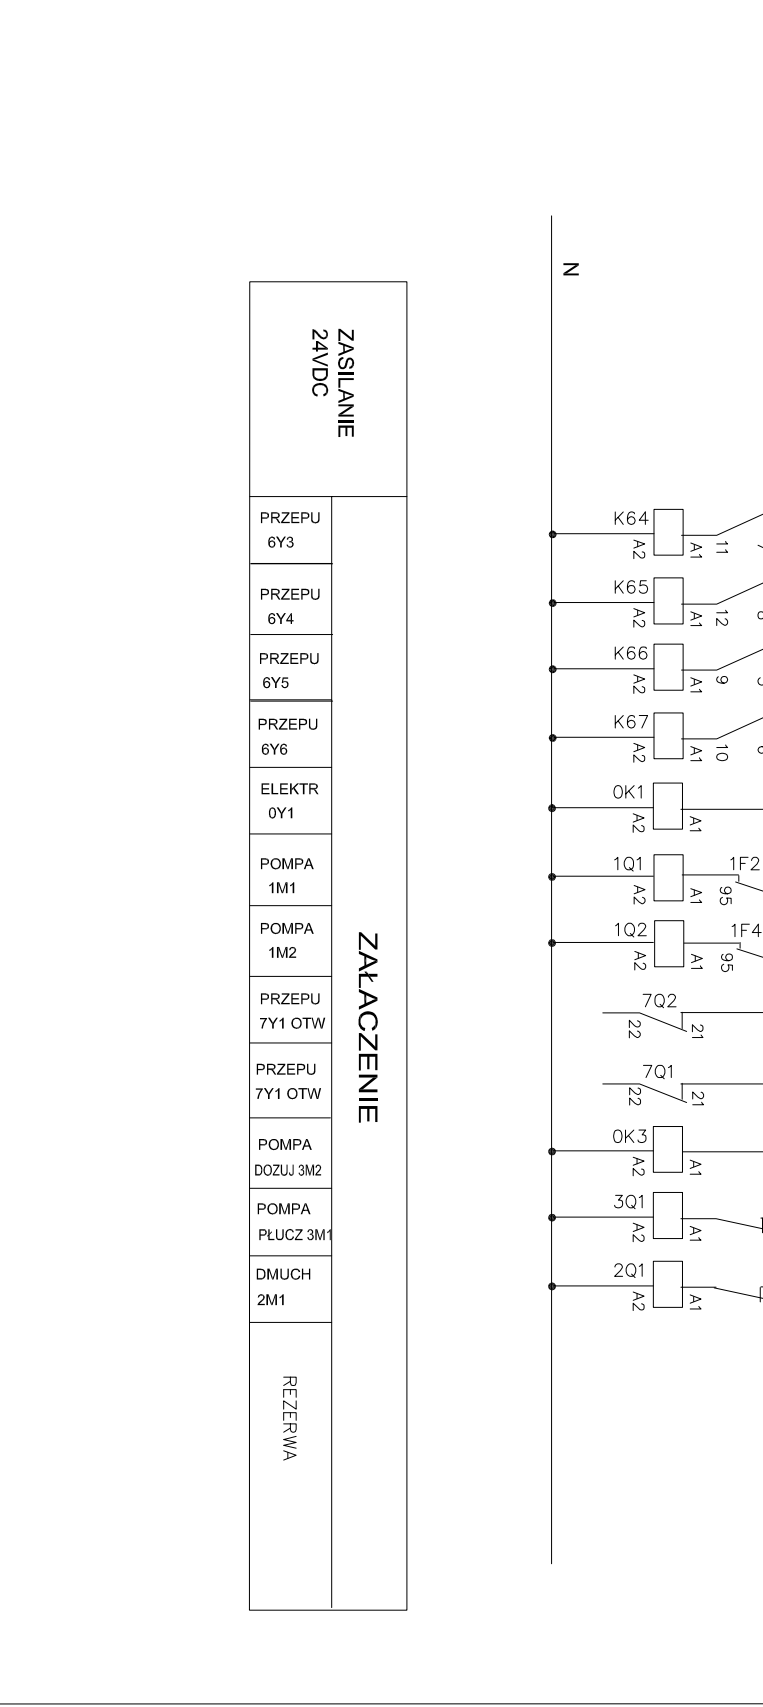 N
ZASILANIE
24VDC
PRZEPU
6Y3
PRZEPU
6Y4
PRZEPU
6Y5
PRZEPU
6Y6
ELEKTR
0Y1
POMPA
1M1
POMPA
1M2
PRZEPU
7Y1 OTW
PRZEPU
7Y1 OTW
POMPA
DOZUJ 3M2
POMPA
PŁUCZ 3M1
DMUCH
2M1
REZERWA
ZAŁACZENIE
K64
A2
A1
11
K65
A2
A1
12
K66
A2
A1
9
K67
A2
A1
10
0K1
A2
A1
1Q1
A2
A1
95
1F2
1Q2
A2
A1
95
1F4
7Q2
22
21
7Q1
22
21
0K3
A2
A1
3Q1
A2
A1
2Q1
A2
A1